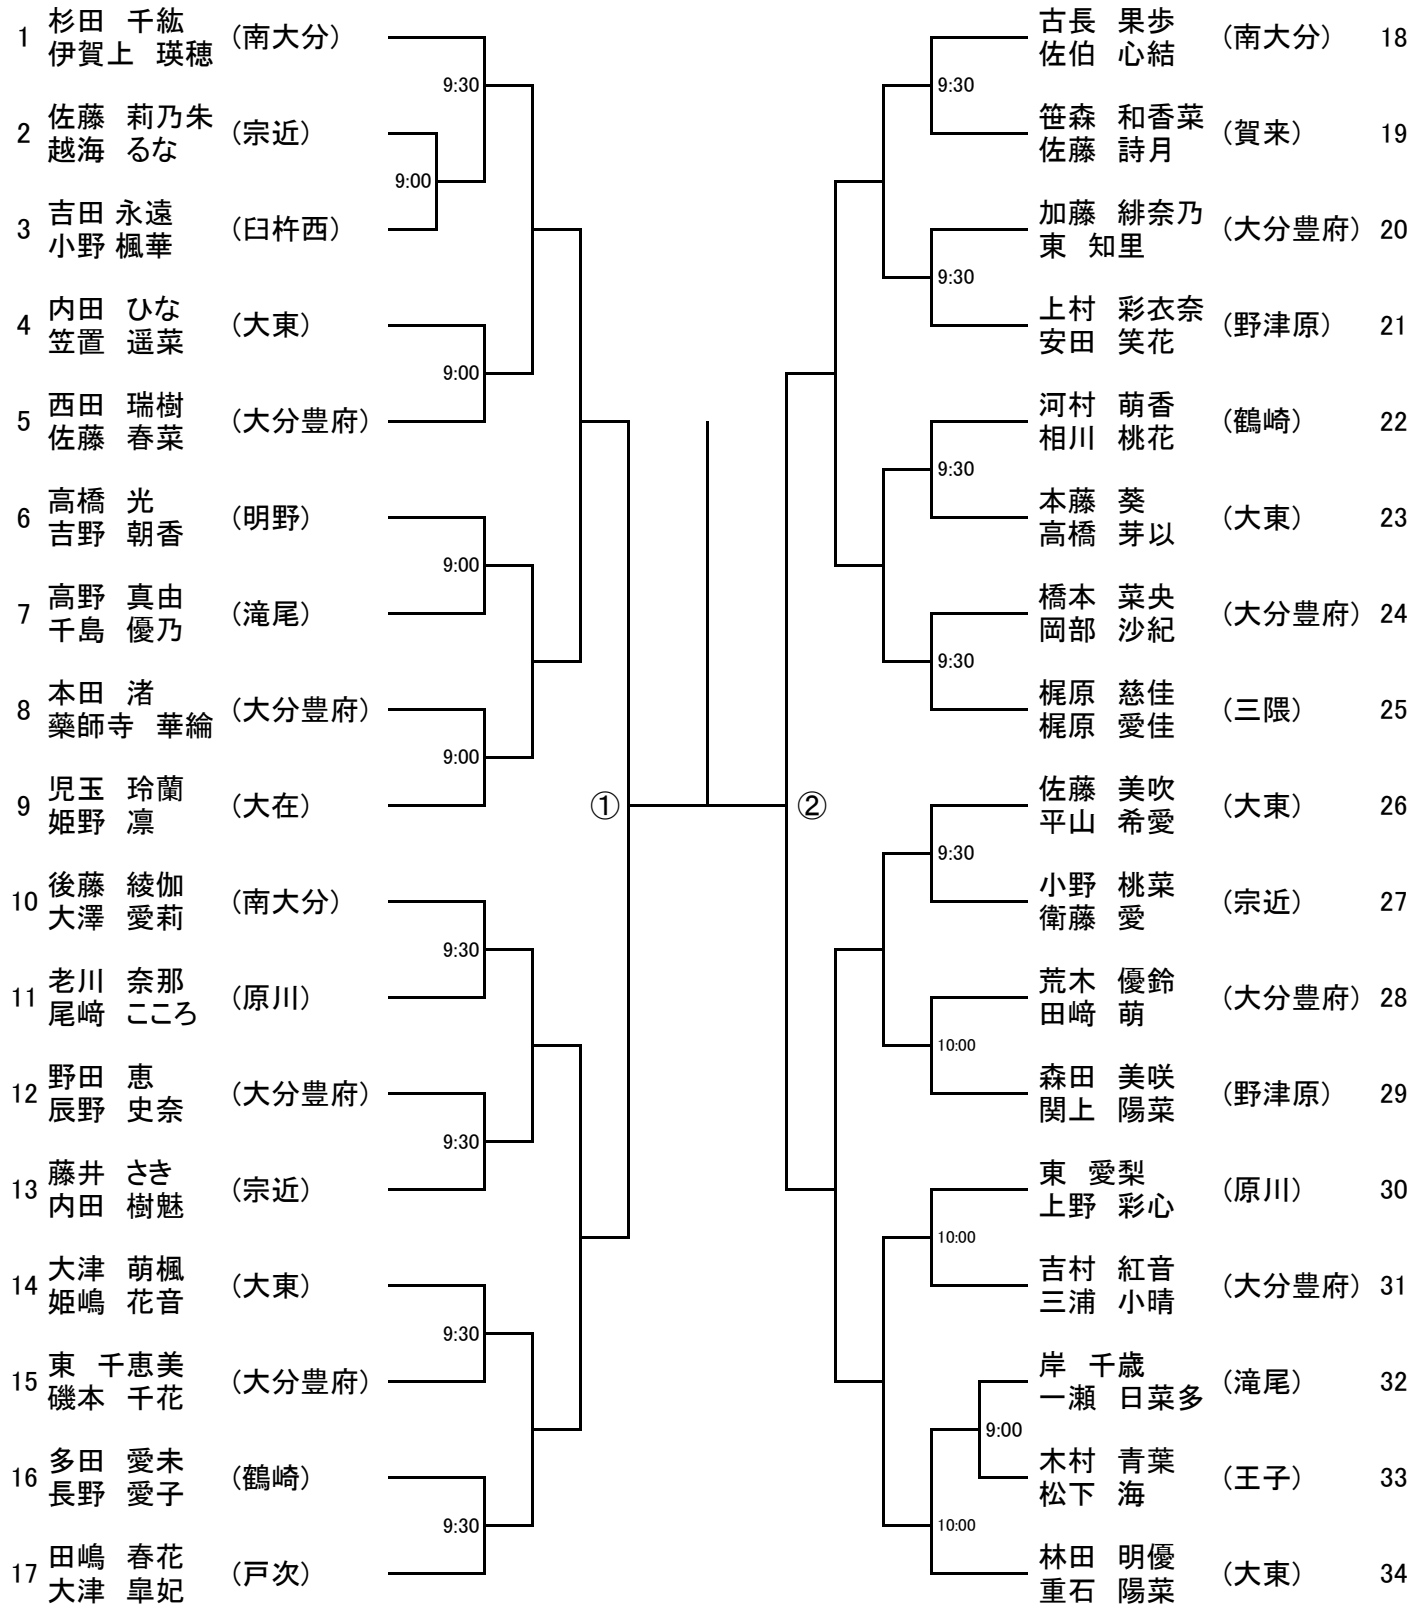 1 杉田 千紘 (南大分)
伊賀上 瑛穂
9:30
2 佐藤 莉乃朱 (宗近)
越海 るな
9:00
3 吉田 永遠 (臼杵西)
小野 楓華
4 内田 ひな (大東)
笠置 遥菜
9:00
5 西田 瑞樹 (大分豊府)
佐藤 春菜
6 高橋 光 (明野)
吉野 朝香
9:00
7 高野 真由 (滝尾)
千島 優乃
8 本田 渚 (大分豊府)
藥師寺 華綸
9:00
9 児玉 玲蘭 (大在)
姫野 凛
①
10 後藤 綾伽 (南大分)
大澤 愛莉
9:30
11 老川 奈那 (原川)
尾﨑 こころ
12 野田 恵 (大分豊府)
辰野 史奈
9:30
13 藤井 さき (宗近)
内田 樹魅
14 大津 萌楓 (大東)
姫嶋 花音
9:30
15 東 千恵美 (大分豊府)
磯本 千花
16 多田 愛未 (鶴崎)
長野 愛子
9:30
17 田嶋 春花 (戸次)
大津 皐妃
古長 果歩 (南大分) 18
佐伯 心結
9:30
笹森 和香菜 (賀来) 19
佐藤 詩月
加藤 緋奈乃 (大分豊府) 20
東 知里
9:30
上村 彩衣奈 (野津原) 21
安田 笑花
河村 萌香 (鶴崎) 22
相川 桃花
9:30
本藤 葵 (大東) 23
高橋 芽以
橋本 菜央 (大分豊府) 24
岡部 沙紀
9:30
梶原 慈佳 (三隈) 25
梶原 愛佳
②
佐藤 美吹 (大東) 26
平山 希愛
9:30
小野 桃菜 (宗近) 27
衛藤 愛
荒木 優鈴 (大分豊府) 28
田﨑 萌
10:00
森田 美咲 (野津原) 29
関上 陽菜
東 愛梨 (原川) 30
上野 彩心
10:00
吉村 紅音 (大分豊府) 31
三浦 小晴
岸 千歳 (滝尾) 32
一瀬 日菜多
9:00
木村 青葉 (王子) 33
松下 海
10:00
林田 明優 (大東) 34
重石 陽菜